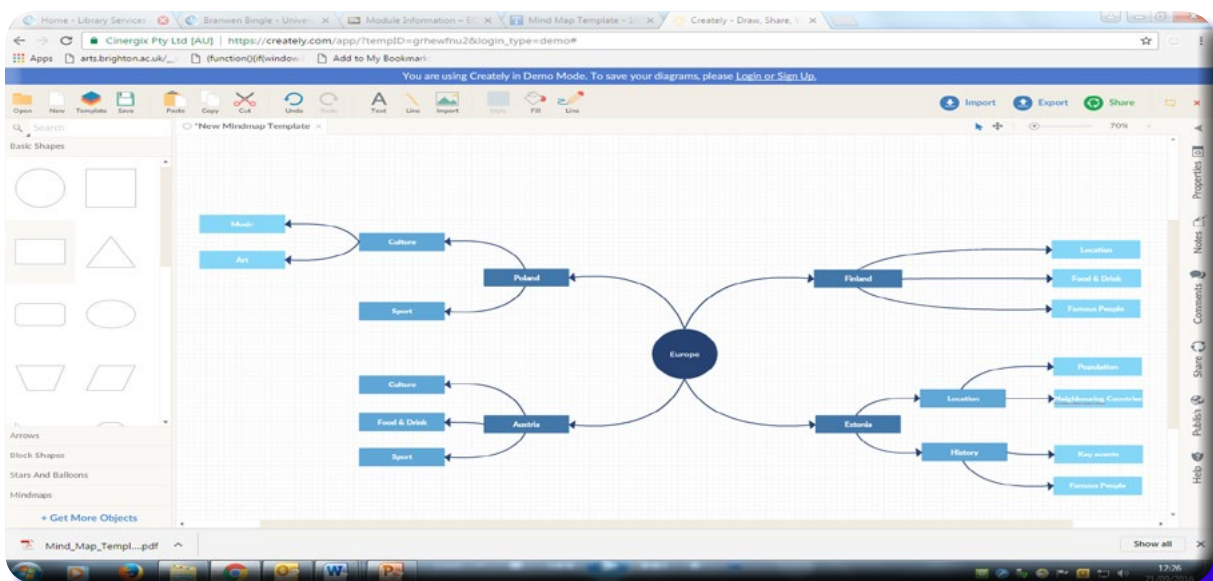 Home - Library Services
Branwen Bingle - Univer
Module Information -
Mind Map Template - 10
Creately - Draw, Share, V
Cinergix Pty Ltd [AU] | https://creately.com/app/?tempID=grhewfnu2&login_type=demo#
Apps arts.brighton.ac.uk/_ (function(){if(window Add to My Bookmark
You are using Creately in Demo Mode. To save your diagrams, please Login or Sign Up.
Open New Template Save Paste Copy Cut Undo Redo Text Line Import Style Fill Line
Import Export Share
Search
*New Mindmap Template
70%
Basic Shapes
Properties
Notes
Comments
Share
Publish
Help
Music
Art
Culture
Poland
Sport
Finland
Location
Food & Drink
Famous People
Europe
Culture
Food & Drink
Sport
Austria
Estonia
Location
Population
Neighbouring Countries
History
Key events
Famous People
Arrows
Block Shapes
Stars And Balloons
Mindmaps
+ Get More Objects
Mind_Map_Templ....pdf
Show all
12:26
21/09/2016